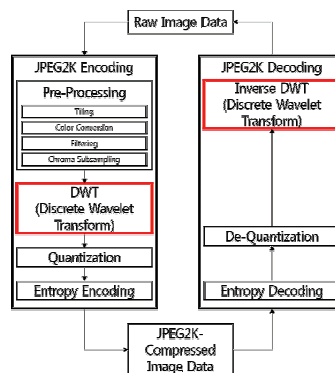 Raw Image Data
JPEG2K Encoding
Pre-Processing
Tiling
Color Conversion
Filtering
Chroma Subsampling
DWT
(Discrete Wavelet
Transform)
Quantization
Entropy Encoding
JPEG2K Decoding
Inverse DWT
(Discrete Wavelet
Transform)
De-Quantization
Entropy Decoding
JPEG2K-
Compressed
Image Data